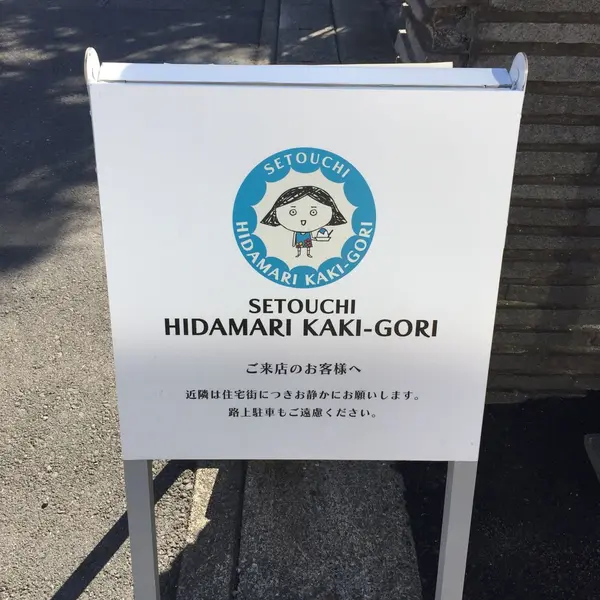 SETOUCHI
HIDAMARI KAKI-GORI
SETOUCHI
HIDAMARI KAKI-GORI
ご来店のお客様へ
近隣は住宅街につきお静かにお願いします。
路上駐車もご遠慮ください。